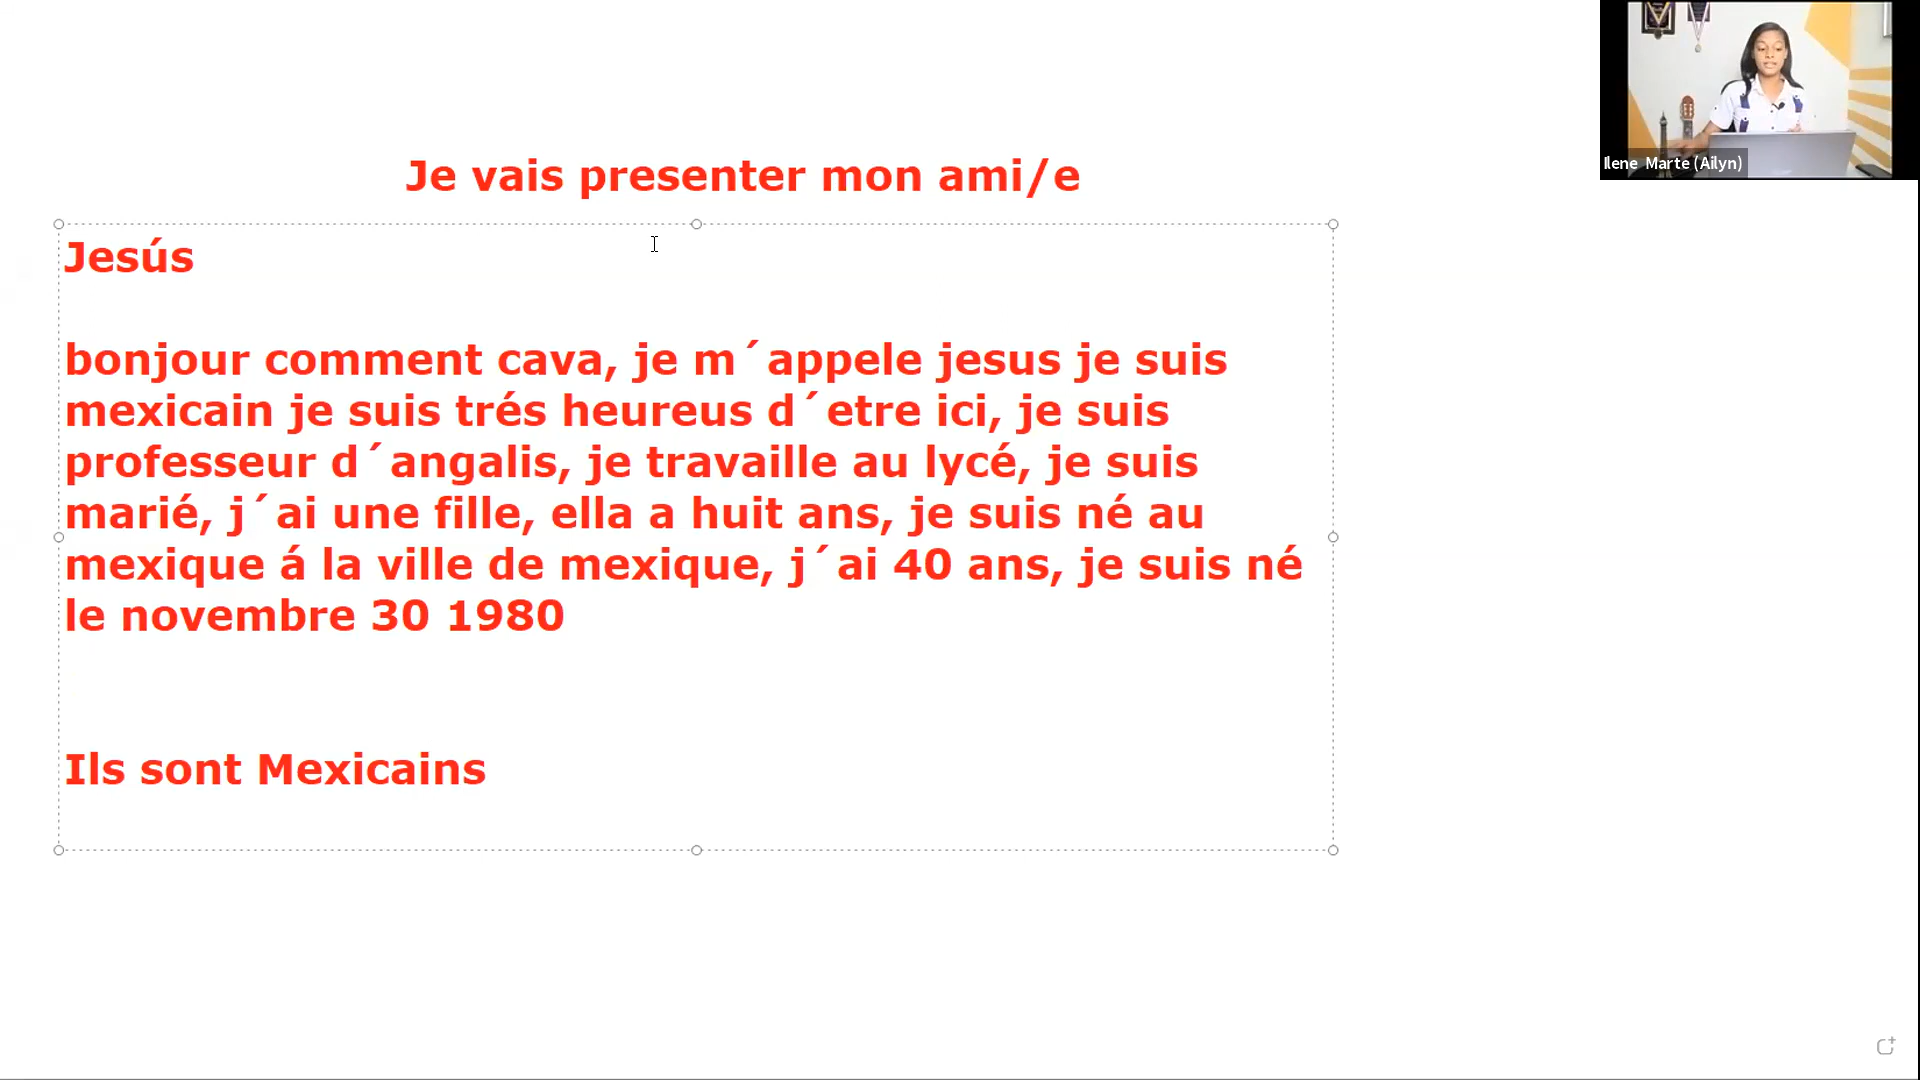 Je vais presenter mon ami/e
Jesús
bonjour comment cava, je m´appele jesus je suis
mexicain je suis trés heureus d´etre ici, je suis
professeur d´angalis, je travaille au lycé, je suis
marié, j´ai une fille, ella a huit ans, je suis né au
mexique á la ville de mexique, j´ai 40 ans, je suis né
le novembre 30 1980
Ils sont Mexicains
Ilene Marte (Ailyn)